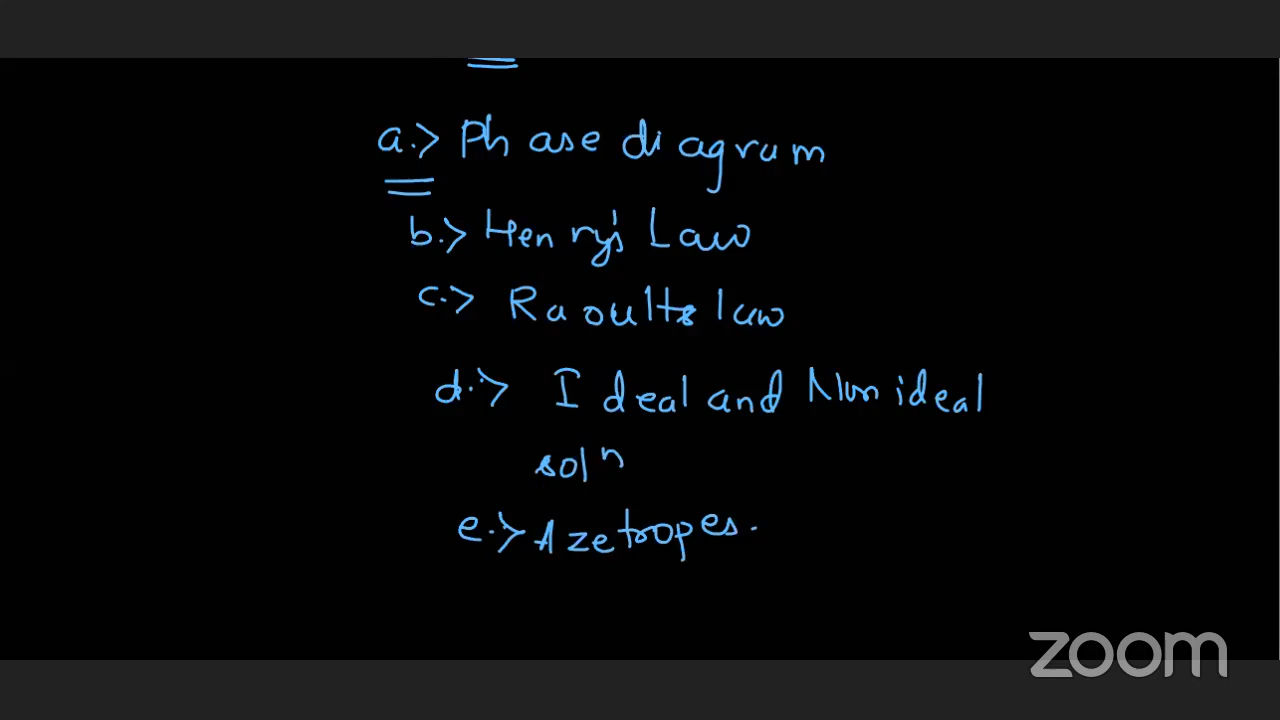 a.> Phase diagram
b.> Henry's Law
c.> Raoults law
d.> Ideal and Non ideal
solⁿ
e.> Azetropes.
zoom